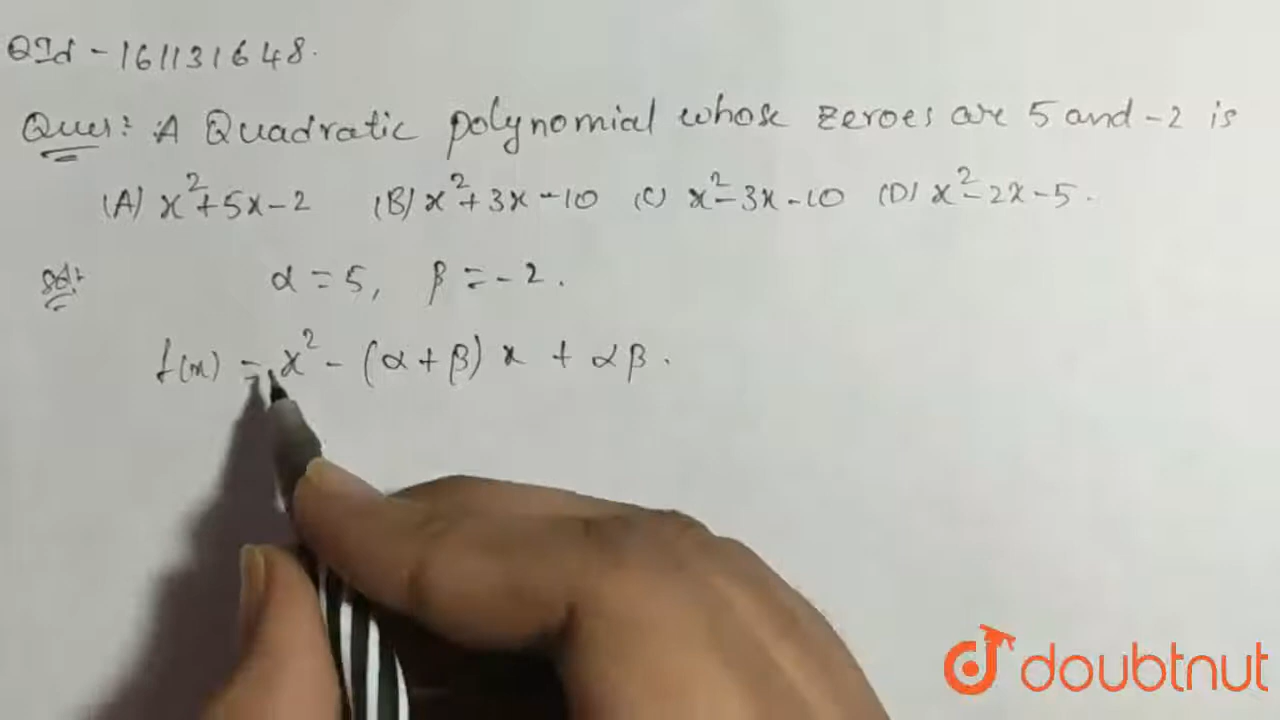 QId - 161131648.
Ques: A Quadratic polynomial whose zeroes are 5 and -2 is
(A) x²+5x-2 (B) x²+3x-10 (C) x²-3x-10 (D) x²-2x-5.
Sol: α = 5, β = -2.
f(x) = x² - (α + β) x + αβ.
doubtnut